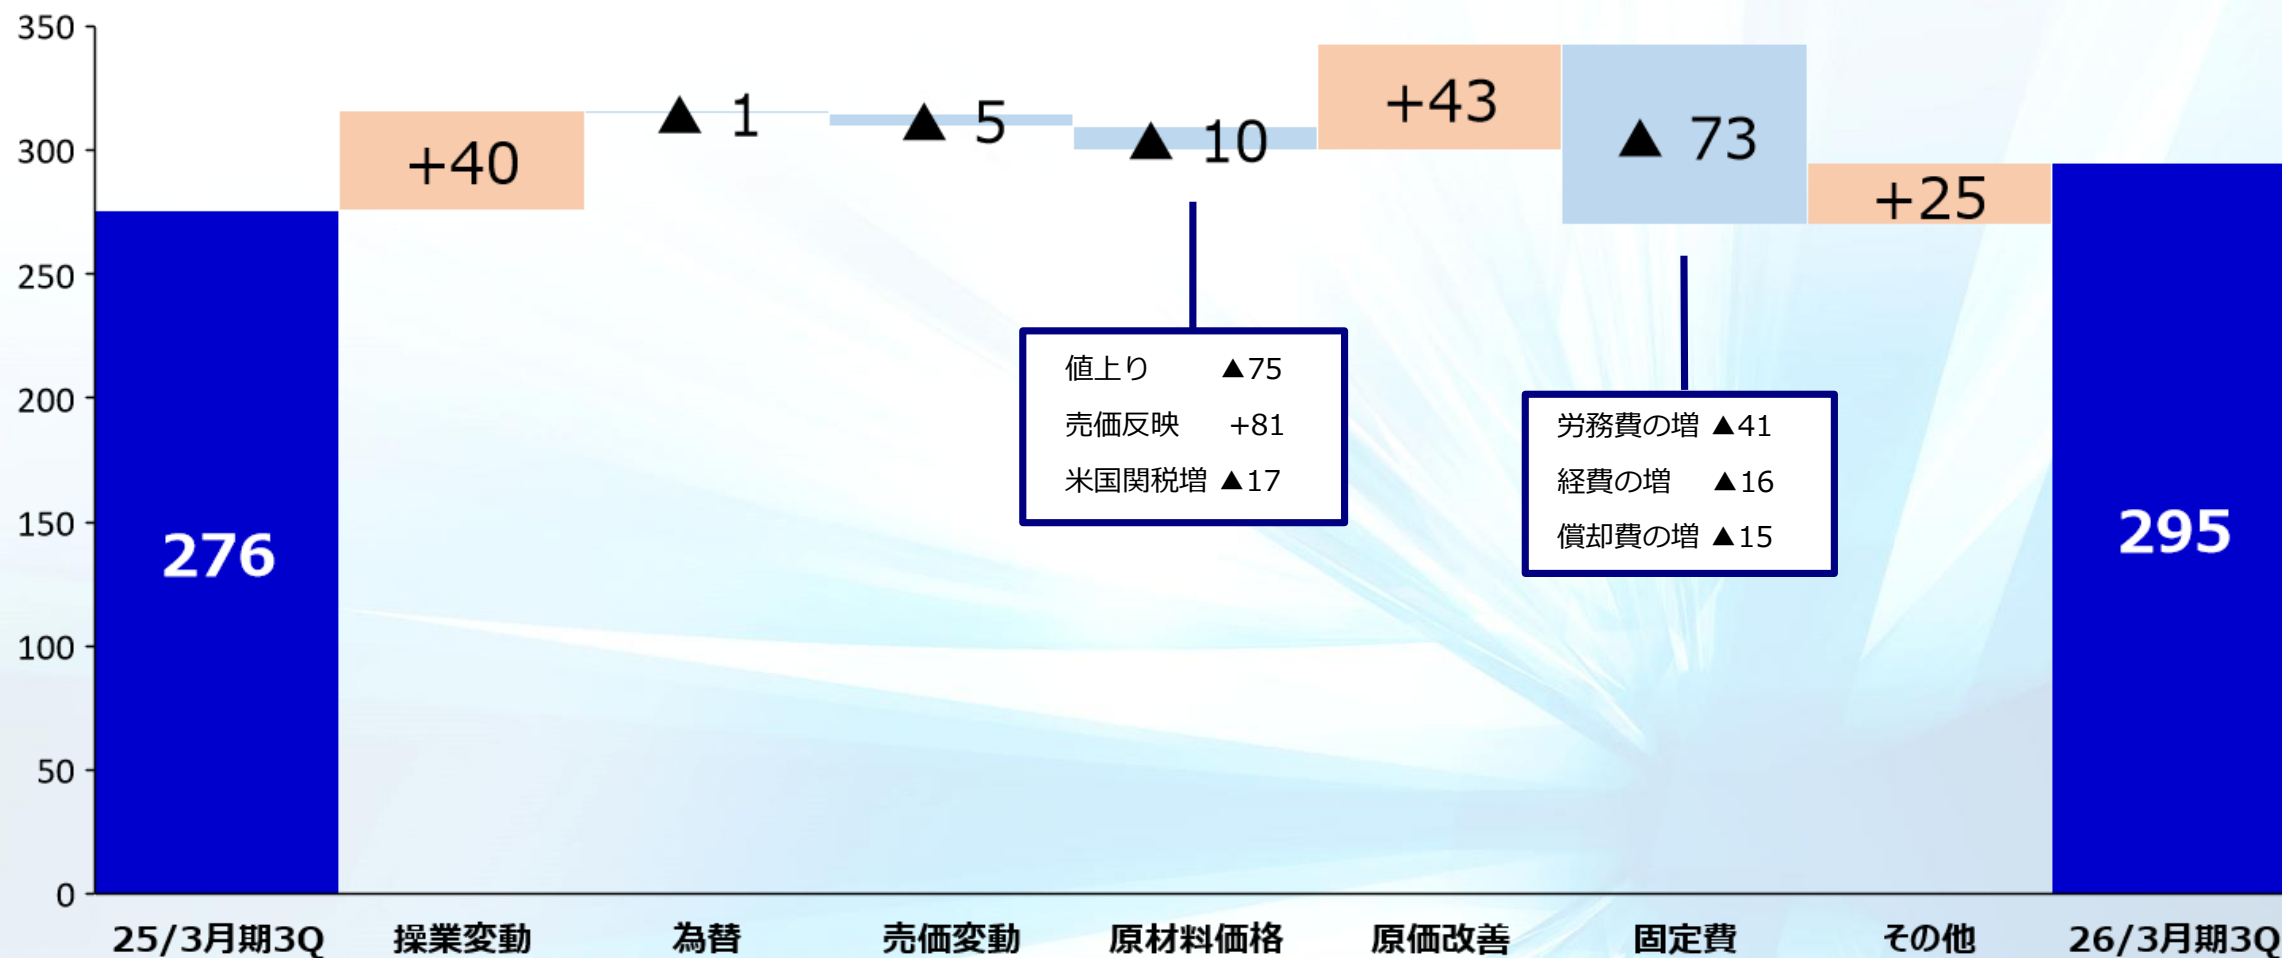 350
300
250
200
150
100
50
0
276
+40
▲ 1
▲ 5
▲ 10
+43
▲ 73
+25
295
値上り ▲75
売価反映 +81
米国関税増 ▲17
労務費の増 ▲41
経費の増 ▲16
償却費の増 ▲15
25/3月期3Q
操業変動
為替
売価変動
原材料価格
原価改善
固定費
その他
26/3月期3Q